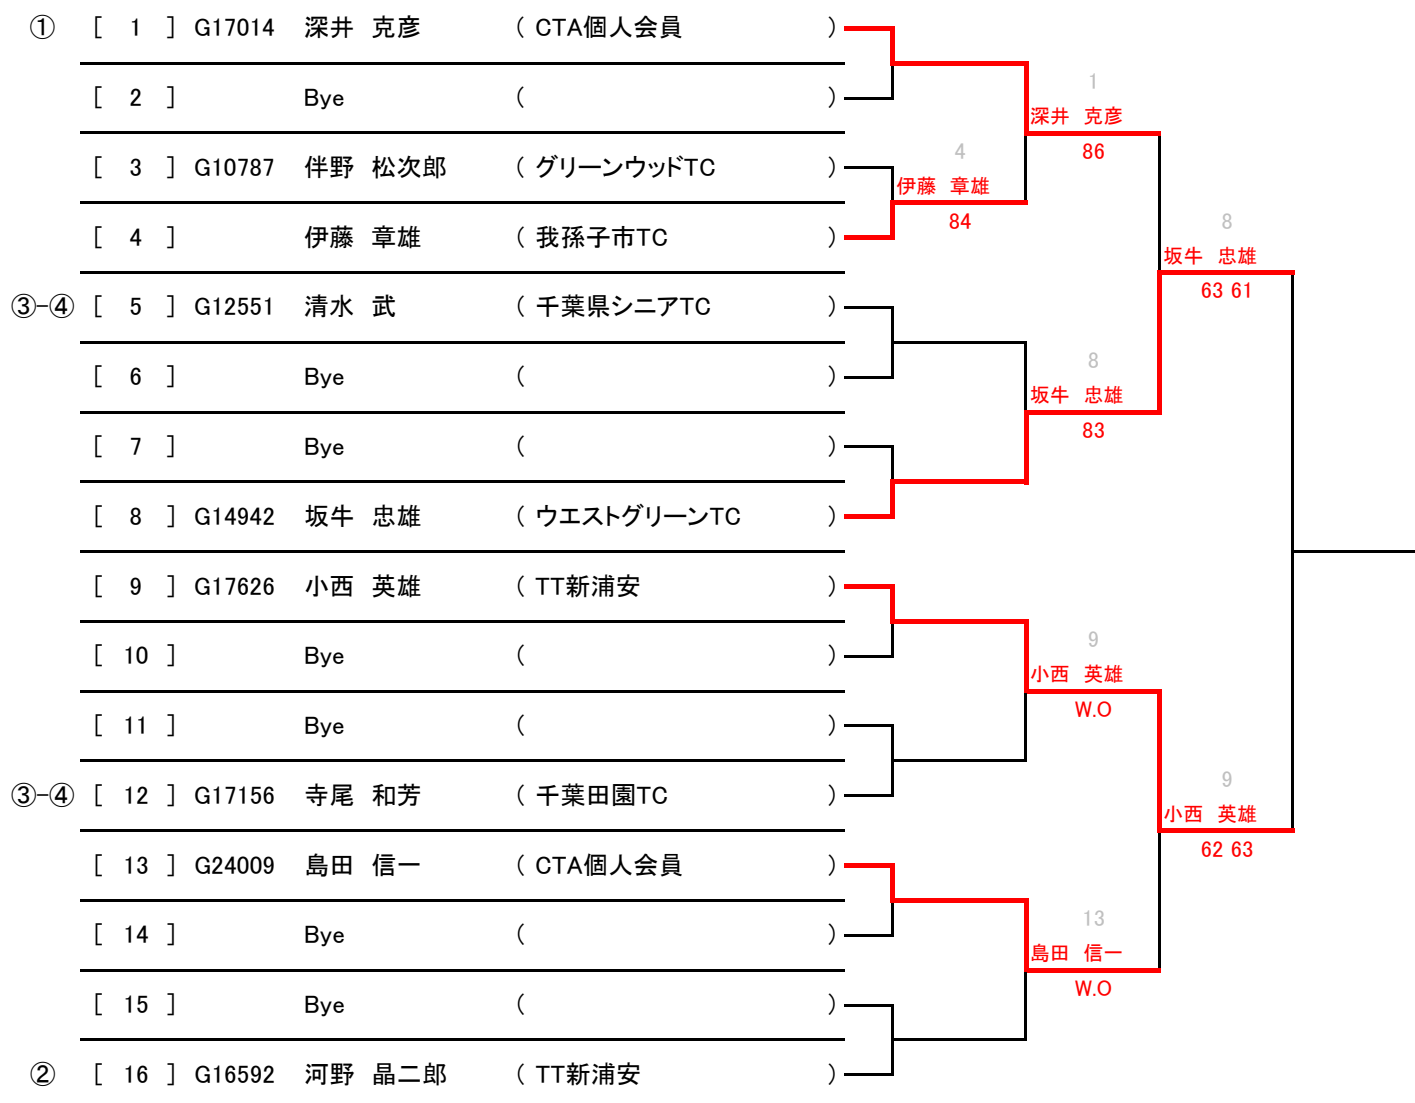 ① [ 1 ] G17014 深井 克彦 ( CTA個人会員 )
1
[ 2 ] Bye ( )
深井 克彦
86
4
[ 3 ] G10787 伴野 松次郎 ( グリーンウッドTC )
伊藤 章雄
84
8
[ 4 ] 伊藤 章雄 ( 我孫子市TC )
坂牛 忠雄
63 61
③-④ [ 5 ] G12551 清水 武 ( 千葉県シニアTC )
8
[ 6 ] Bye ( )
坂牛 忠雄
83
[ 7 ] Bye ( )
[ 8 ] G14942 坂牛 忠雄 ( ウエストグリーンTC )
[ 9 ] G17626 小西 英雄 ( TT新浦安 )
9
[ 10 ] Bye ( )
小西 英雄
W.O
[ 11 ] Bye ( )
9
③-④ [ 12 ] G17156 寺尾 和芳 ( 千葉田園TC )
小西 英雄
62 63
[ 13 ] G24009 島田 信一 ( CTA個人会員 )
13
[ 14 ] Bye ( )
島田 信一
W.O
[ 15 ] Bye ( )
② [ 16 ] G16592 河野 晶二郎 ( TT新浦安 )